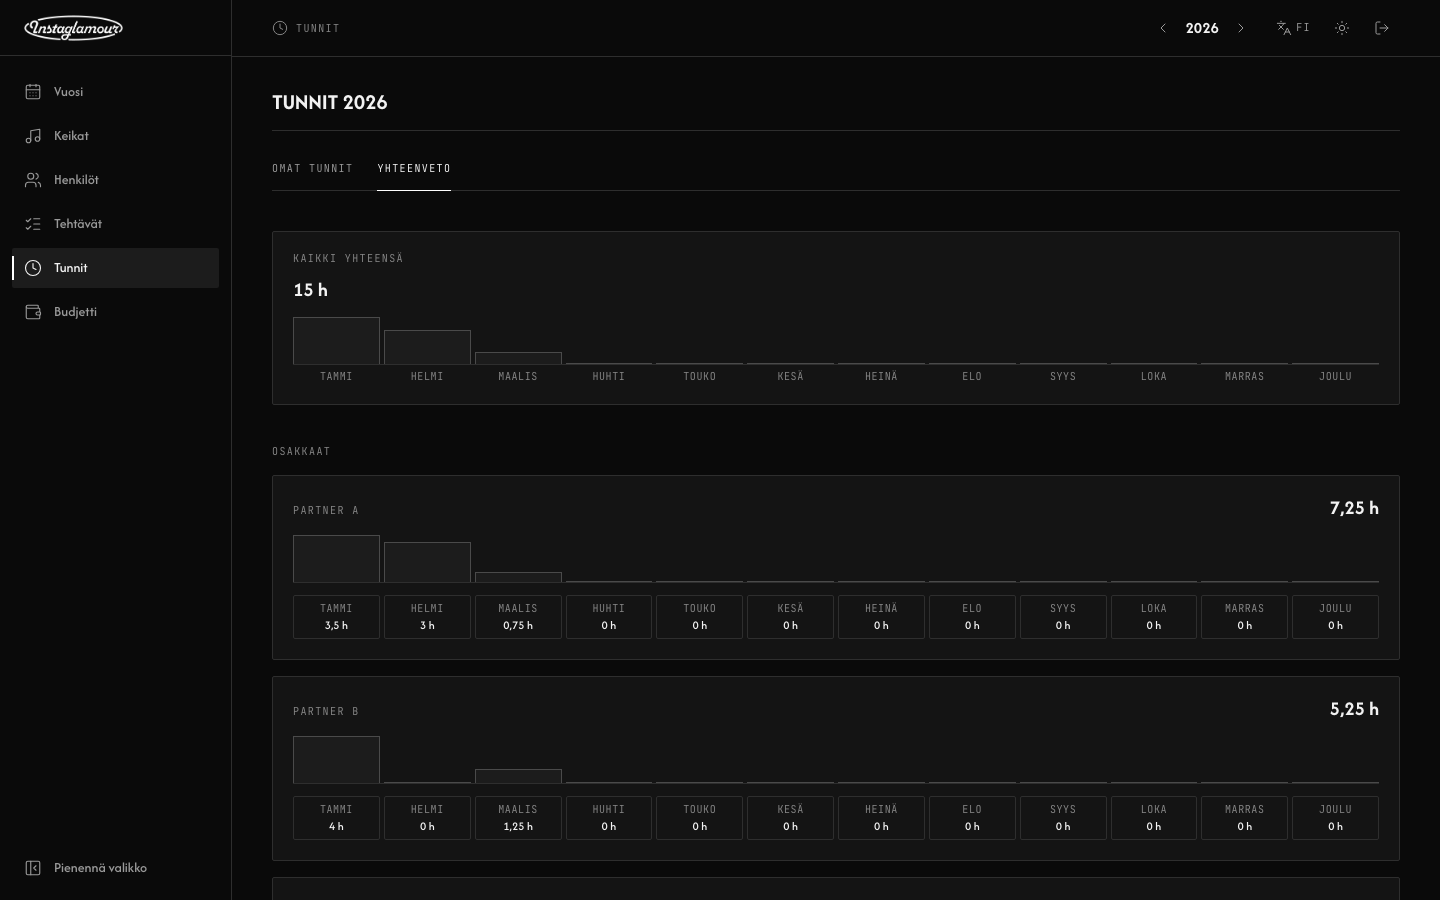 Instaglamour
Vuosi
Keikat
Henkilöt
Tehtävät
Tunnit
Budjetti
Pienennä valikko
TUNNIT
2026
FI
TUNNIT 2026
OMAT TUNNIT YHTEENVETO
KAIKKI YHTEENSÄ
15 h
TAMMI HELMI MAALIS HUHTI TOUKO KESÄ HEINÄ ELO SYYS LOKA MARRAS JOULU
OSAKKAAT
PARTNER A 7,25 h
TAMMI HELMI MAALIS HUHTI TOUKO KESÄ HEINÄ ELO SYYS LOKA MARRAS JOULU
3,5 h 3 h 0,75 h 0 h 0 h 0 h 0 h 0 h 0 h 0 h 0 h 0 h
PARTNER B 5,25 h
TAMMI HELMI MAALIS HUHTI TOUKO KESÄ HEINÄ ELO SYYS LOKA MARRAS JOULU
4 h 0 h 1,25 h 0 h 0 h 0 h 0 h 0 h 0 h 0 h 0 h 0 h